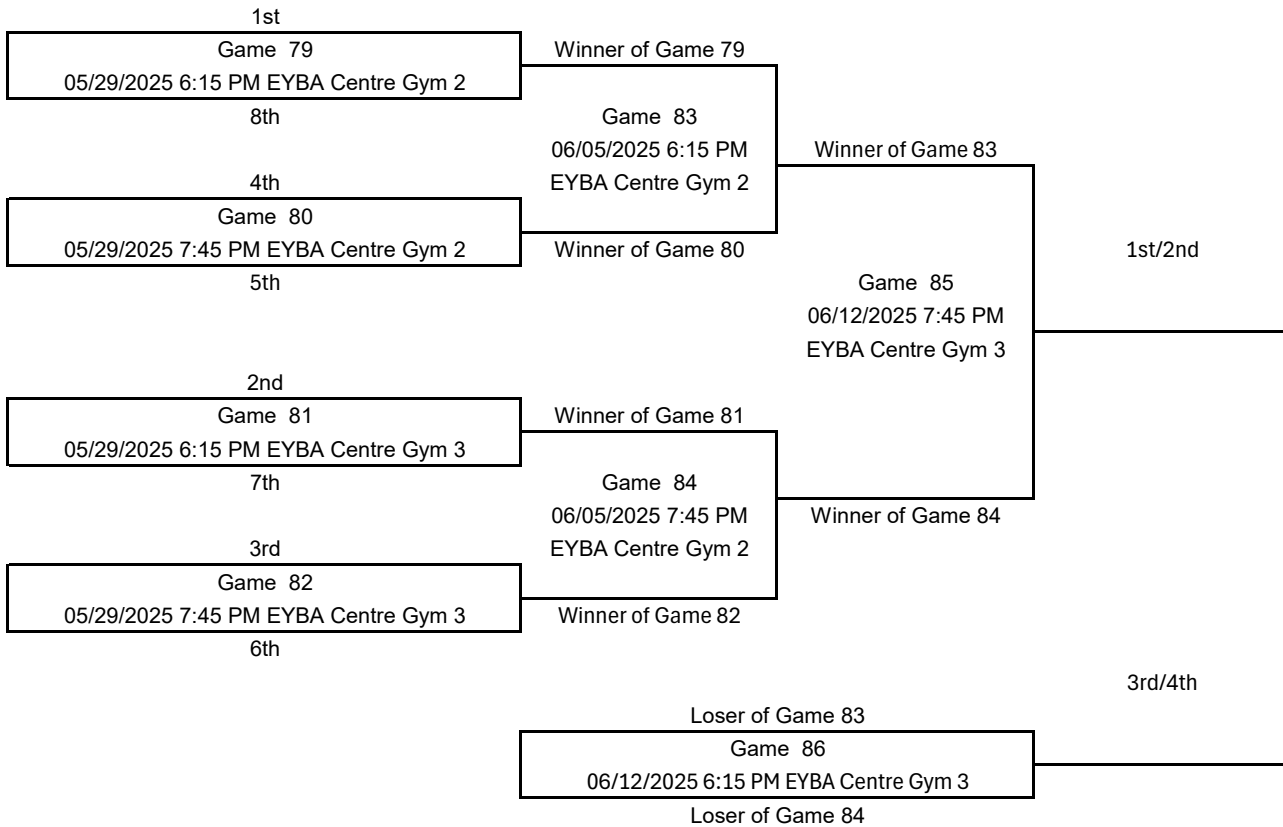 1st
Game 79
05/29/2025 6:15 PM EYBA Centre Gym 2
8th
Winner of Game 79
Game 83
06/05/2025 6:15 PM
EYBA Centre Gym 2
Winner of Game 80
4th
Game 80
05/29/2025 7:45 PM EYBA Centre Gym 2
5th
Winner of Game 83
Game 85
06/12/2025 7:45 PM
EYBA Centre Gym 3
Winner of Game 84
1st/2nd
2nd
Game 81
05/29/2025 6:15 PM EYBA Centre Gym 3
7th
Winner of Game 81
Game 84
06/05/2025 7:45 PM
EYBA Centre Gym 2
Winner of Game 82
3rd
Game 82
05/29/2025 7:45 PM EYBA Centre Gym 3
6th
3rd/4th
Loser of Game 83
Game 86
06/12/2025 6:15 PM EYBA Centre Gym 3
Loser of Game 84